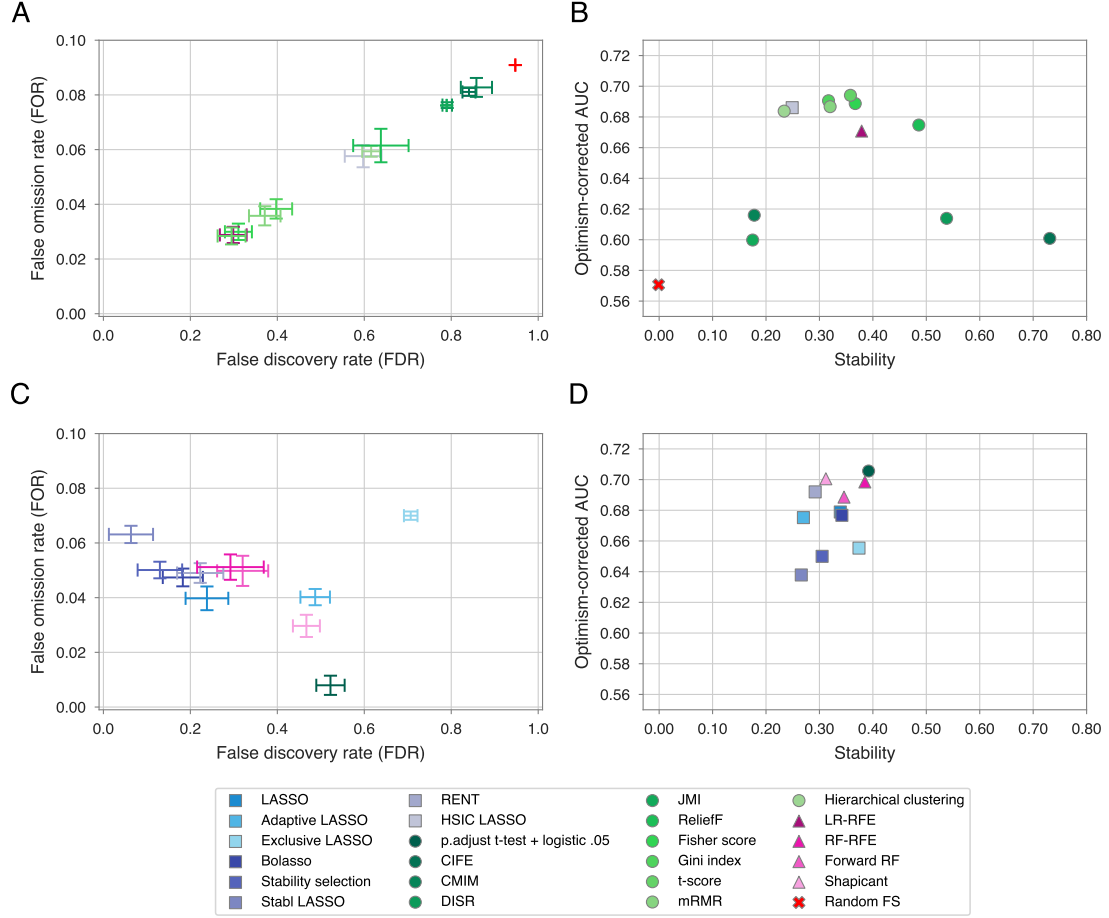 A
B
0.10
0.08
0.06
0.04
0.02
0.00
False omission rate (FOR)
0.0
0.2
0.4
0.6
0.8
1.0
False discovery rate (FDR)
0.72
0.70
0.68
0.66
0.64
0.62
0.60
0.58
0.56
Optimism-corrected AUC
0.00
0.10
0.20
0.30
0.40
0.50
0.60
0.70
0.80
Stability
C
D
0.10
0.08
0.06
0.04
0.02
0.00
False omission rate (FOR)
0.0
0.2
0.4
0.6
0.8
1.0
False discovery rate (FDR)
0.72
0.70
0.68
0.66
0.64
0.62
0.60
0.58
0.56
Optimism-corrected AUC
0.00
0.10
0.20
0.30
0.40
0.50
0.60
0.70
0.80
Stability
LASSO
Adaptive LASSO
Exclusive LASSO
Bolasso
Stability selection
Stabl LASSO
RENT
HSIC LASSO
p.adjust t-test + logistic .05
CIFE
CMIM
DISR
JMI
ReliefF
Fisher score
Gini index
t-score
mRMR
Hierarchical clustering
LR-RFE
RF-RFE
Forward RF
Shapicant
Random FS